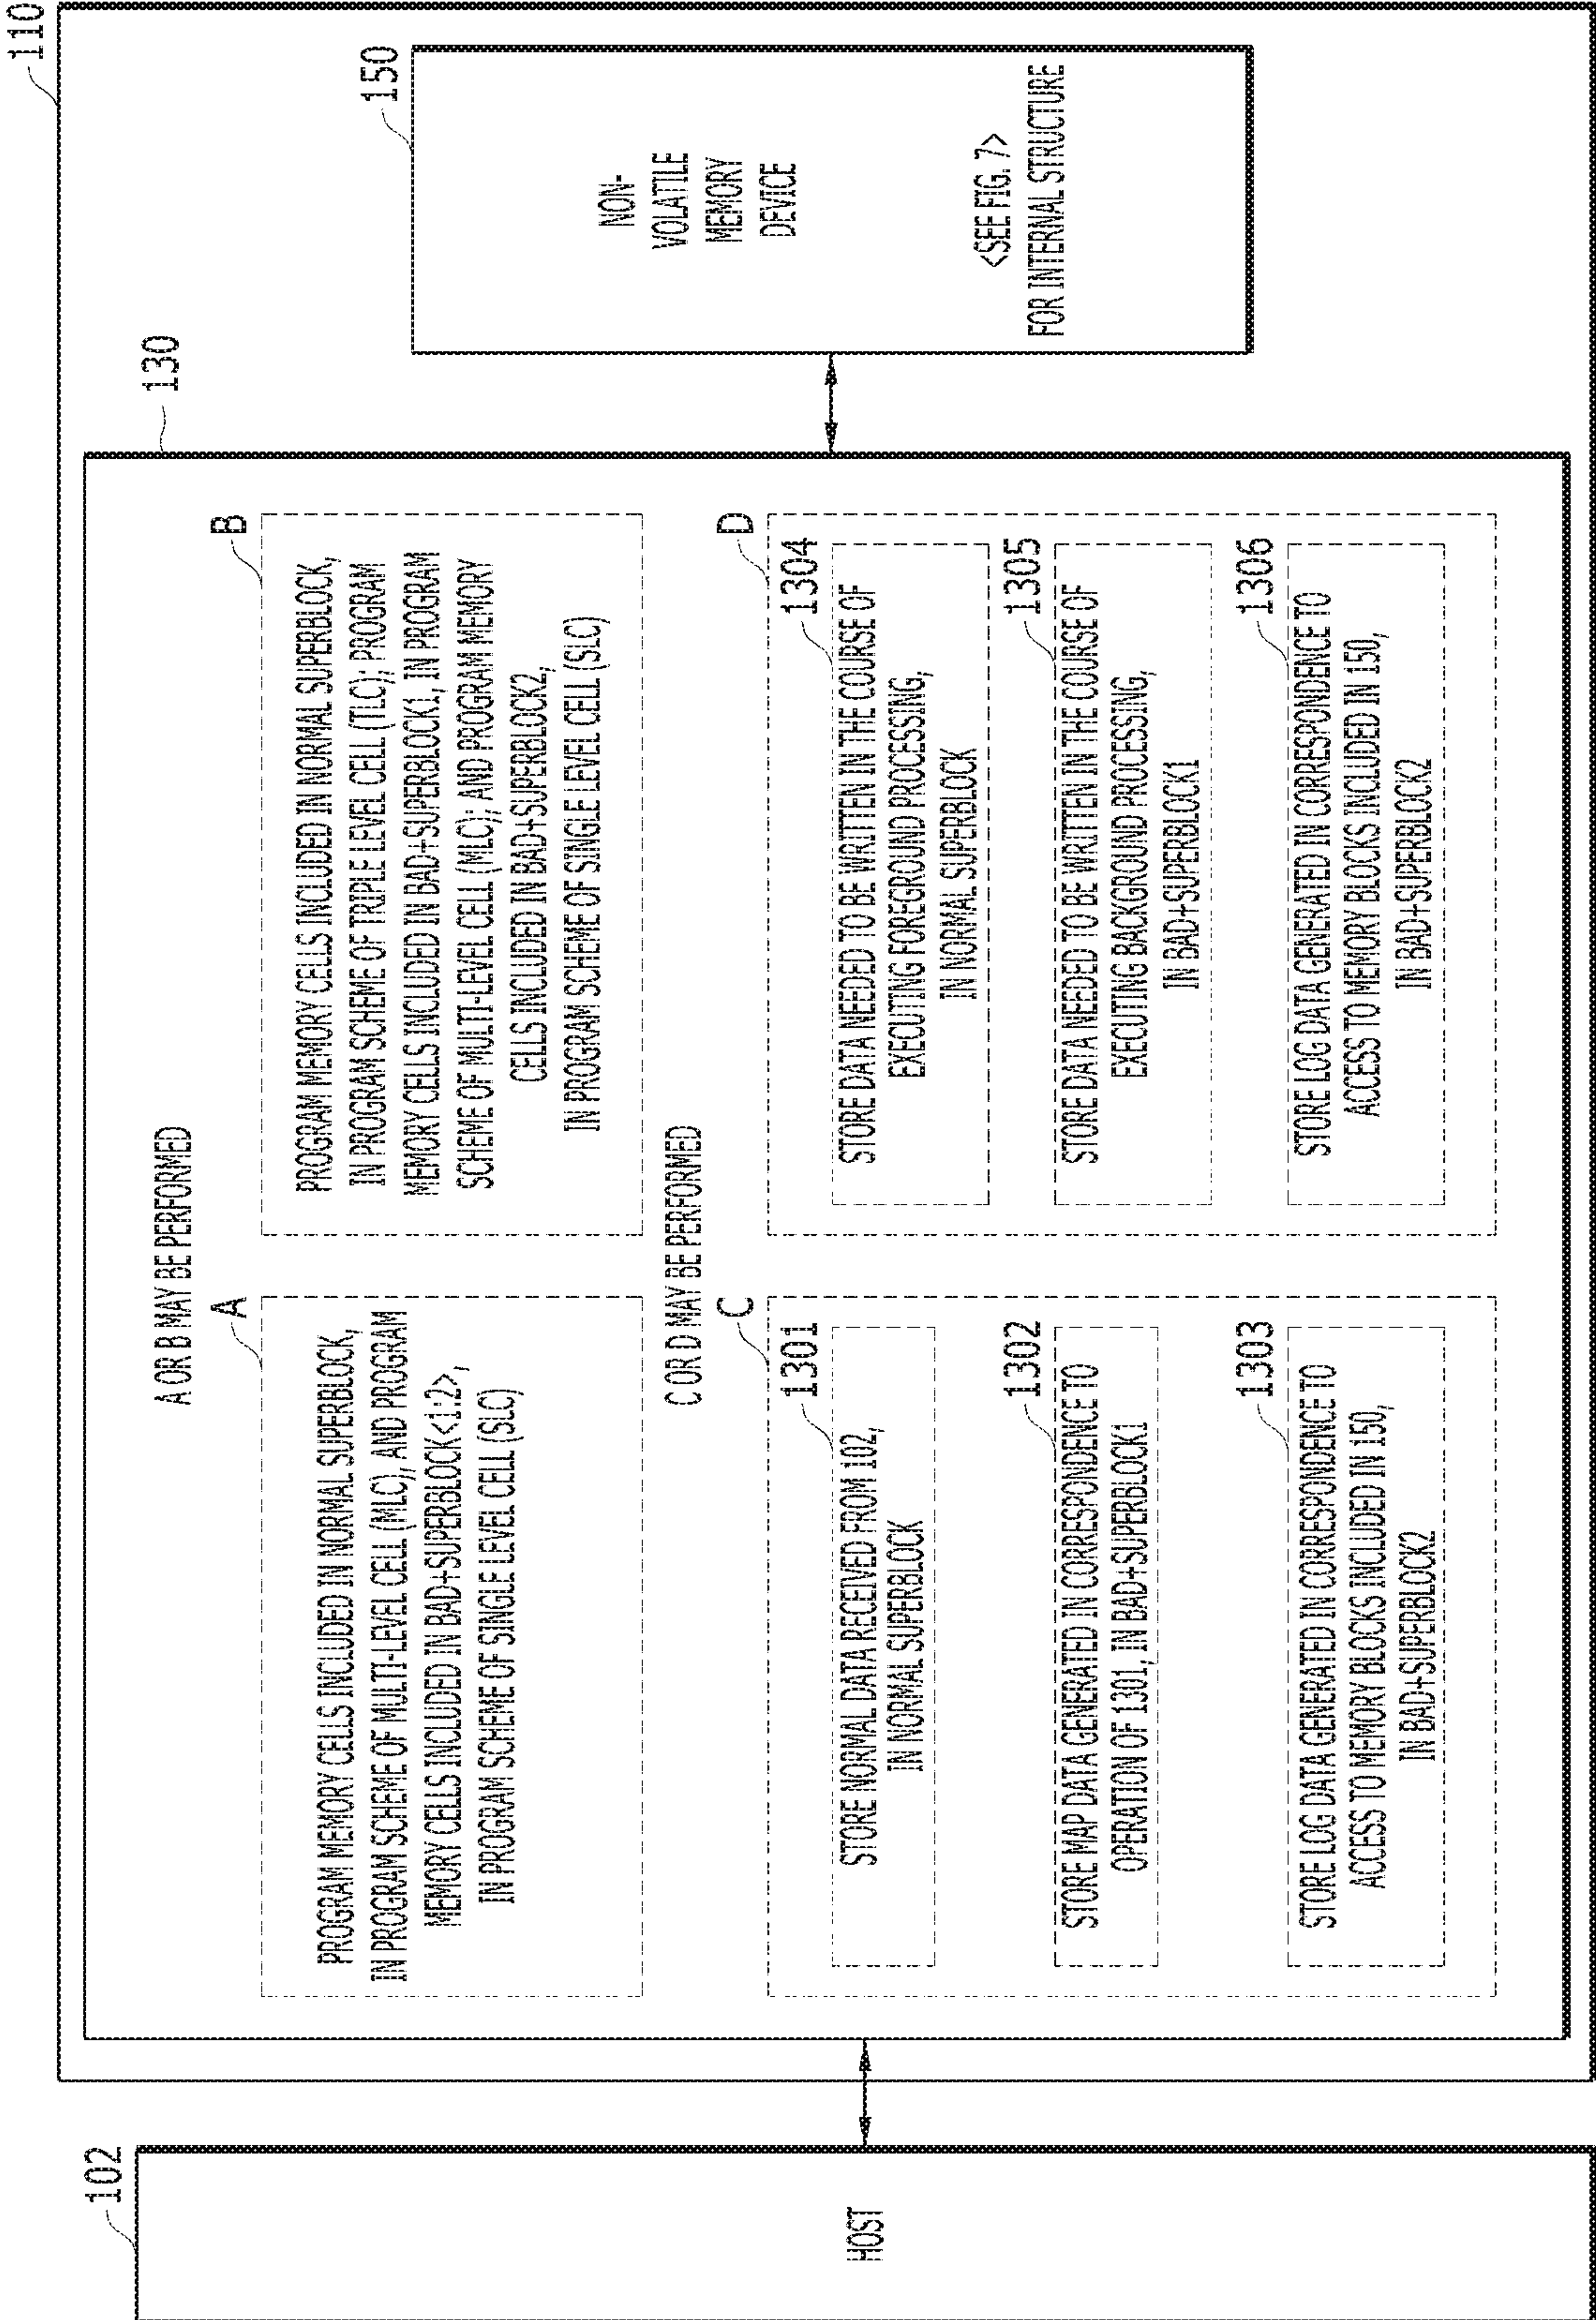 110
102
HOST
130
A OR B MAY BE PERFORMED
A
PROGRAM MEMORY CELLS INCLUDED IN NORMAL SUPERBLOCK,
IN PROGRAM SCHEME OF MULTI-LEVEL CELL (MLC), AND PROGRAM
MEMORY CELLS INCLUDED IN BAD+SUPERBLOCK<1:2>,
IN PROGRAM SCHEME OF SINGLE LEVEL CELL (SLC)
B
PROGRAM MEMORY CELLS INCLUDED IN NORMAL SUPERBLOCK,
IN PROGRAM SCHEME OF TRIPLE LEVEL CELL (TLC); PROGRAM
MEMORY CELLS INCLUDED IN BAD+SUPERBLOCK1, IN PROGRAM
SCHEME OF MULTI-LEVEL CELL (MLC); AND PROGRAM MEMORY
CELLS INCLUDED IN BAD+SUPERBLOCK2,
IN PROGRAM SCHEME OF SINGLE LEVEL CELL (SLC)
C OR D MAY BE PERFORMED
C
1301
STORE NORMAL DATA RECEIVED FROM 102,
IN NORMAL SUPERBLOCK
1302
STORE MAP DATA GENERATED IN CORRESPONDENCE TO
OPERATION OF 1301, IN BAD+SUPERBLOCK1
1303
STORE LOG DATA GENERATED IN CORRESPONDENCE TO
ACCESS TO MEMORY BLOCKS INCLUDED IN 150,
IN BAD+SUPERBLOCK2
D
1304
STORE DATA NEEDED TO BE WRITTEN IN THE COURSE OF
EXECUTING FOREGROUND PROCESSING,
IN NORMAL SUPERBLOCK
1305
STORE DATA NEEDED TO BE WRITTEN IN THE COURSE OF
EXECUTING BACKGROUND PROCESSING,
IN BAD+SUPERBLOCK1
1306
STORE LOG DATA GENERATED IN CORRESPONDENCE TO
ACCESS TO MEMORY BLOCKS INCLUDED IN 150,
IN BAD+SUPERBLOCK2
150
NON-
VOLATILE
MEMORY
DEVICE
<SEE FIG. 7>
FOR INTERNAL STRUCTURE